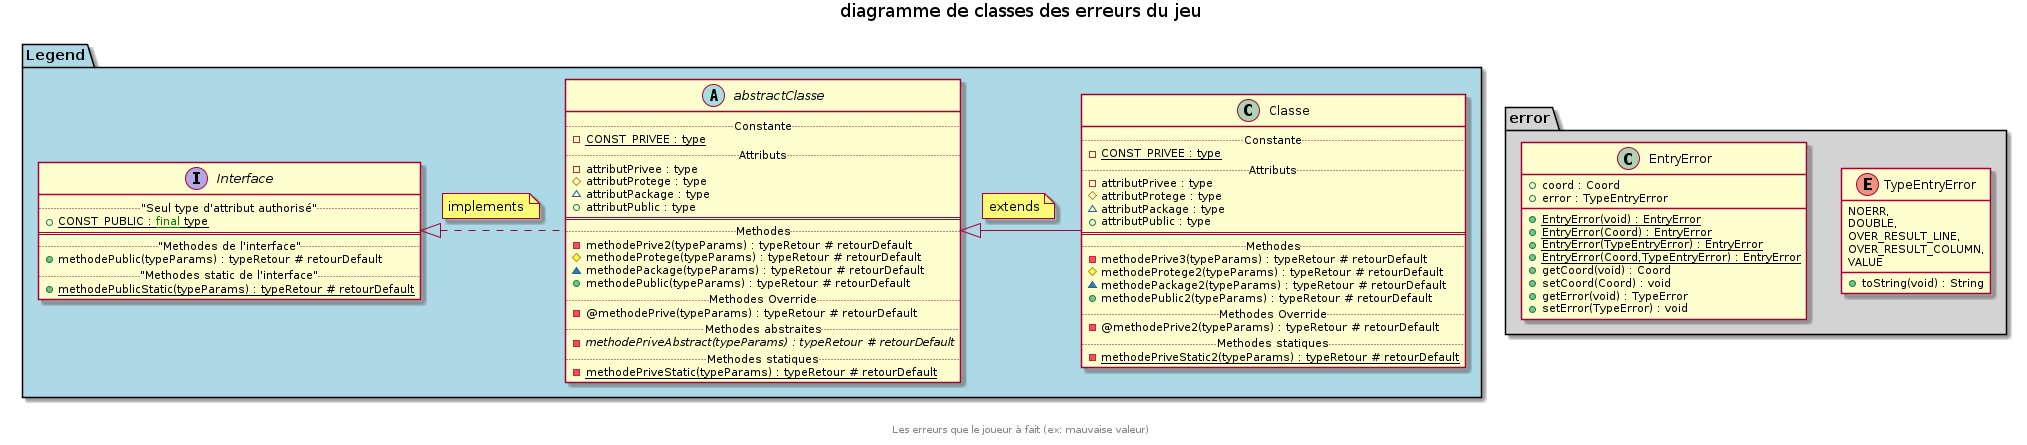 diagramme de classes des erreurs du jeu
Legend
I Interface
"Seul type d'attribut authorisé"
CONST_PUBLIC : final type
"Methodes de l'interface"
methodePublic(typeParams) : typeRetour # retourDefault
"Methodes static de l'interface"
methodePublicStatic(typeParams) : typeRetour # retourDefault
implements
A abstractClasse
Constante
CONST_PRIVEE : type
Attributs
attributPrivee : type
attributProtege : type
attributPackage : type
attributPublic : type
Methodes
methodePrive2(typeParams) : typeRetour # retourDefault
methodeProtege(typeParams) : typeRetour # retourDefault
methodePackage(typeParams) : typeRetour # retourDefault
methodePublic(typeParams) : typeRetour # retourDefault
Methodes Override
@methodePrive(typeParams) : typeRetour # retourDefault
Methodes abstraites
methodePriveAbstract(typeParams) : typeRetour # retourDefault
Methodes statiques
methodePriveStatic(typeParams) : typeRetour # retourDefault
extends
C Classe
Constante
CONST_PRIVEE : type
Attributs
attributPrivee : type
attributProtege : type
attributPackage : type
attributPublic : type
Methodes
methodePrive3(typeParams) : typeRetour # retourDefault
methodeProtege2(typeParams) : typeRetour # retourDefault
methodePackage2(typeParams) : typeRetour # retourDefault
methodePublic2(typeParams) : typeRetour # retourDefault
Methodes Override
@methodePrive2(typeParams) : typeRetour # retourDefault
Methodes statiques
methodePriveStatic2(typeParams) : typeRetour # retourDefault
error
C EntryError
coord : Coord
error : TypeEntryError
EntryError(void) : EntryError
EntryError(Coord) : EntryError
EntryError(TypeEntryError) : EntryError
EntryError(Coord,TypeEntryError) : EntryError
getCoord(void) : Coord
setCoord(Coord) : void
getError(void) : TypeError
setError(TypeError) : void
E TypeEntryError
NOERR,
DOUBLE,
OVER_RESULT_LINE,
OVER_RESULT_COLUMN,
VALUE
toString(void) : String
Les erreurs que le joueur à fait (ex: mauvaise valeur)